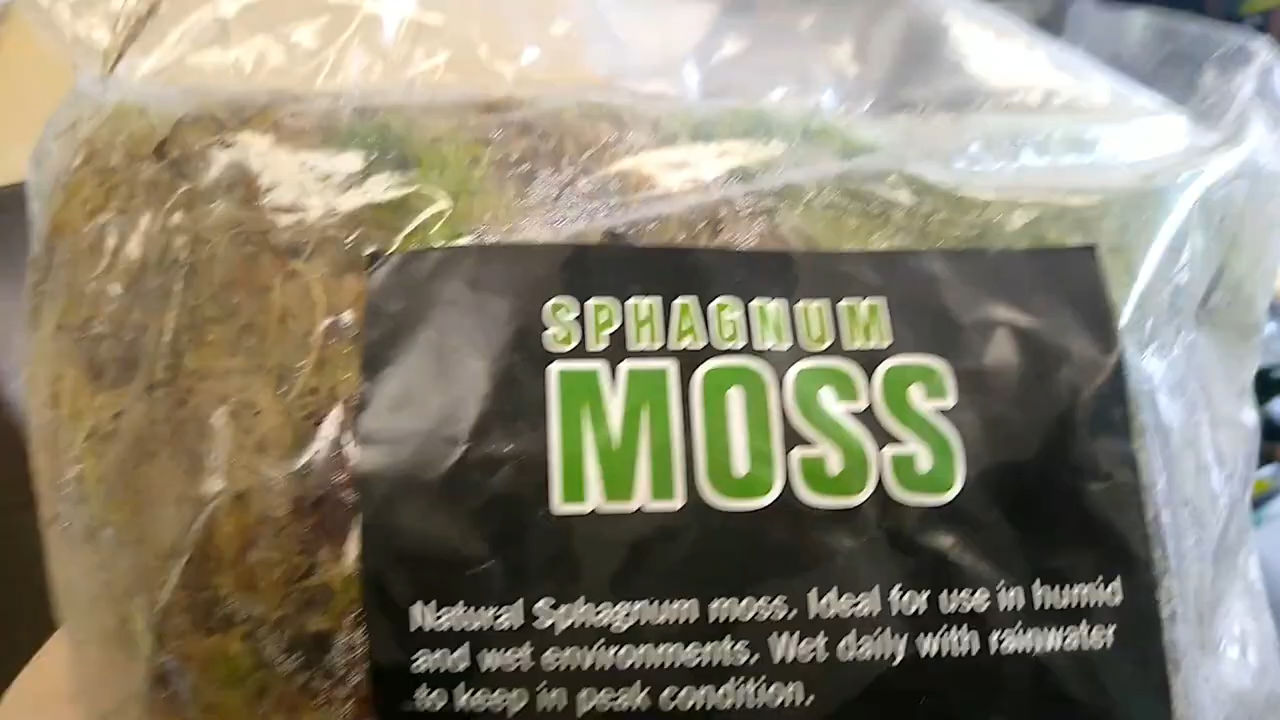 SPHAGNUM
MOSS
Natural Sphagnum moss. Ideal for use in humid
and wet environments. Wet daily with rainwater
to keep in peak condition.